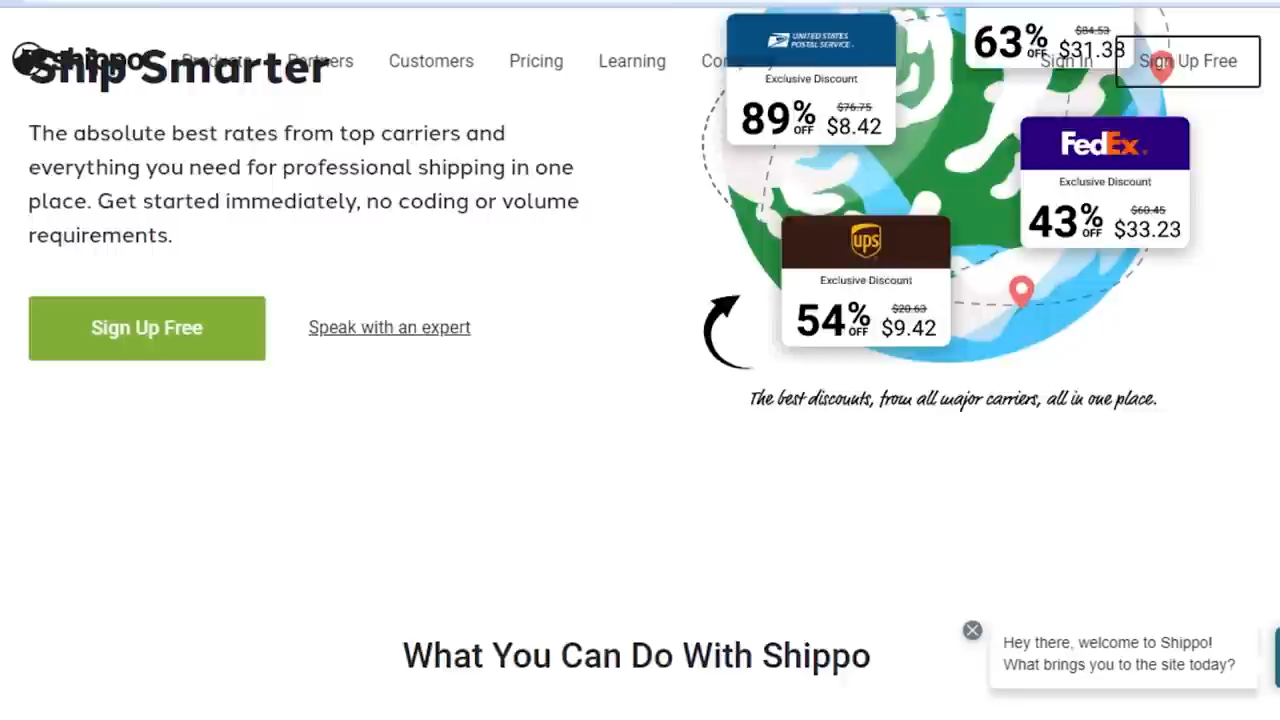 shippo Products Partners Customers Pricing Learning Company Sign In Sign Up Free
Ship Smarter
The absolute best rates from top carriers and
everything you need for professional shipping in one
place. Get started immediately, no coding or volume
requirements.
Sign Up Free Speak with an expert
UNITED STATES
POSTAL SERVICE
Exclusive Discount
89% OFF $76.75 $8.42
63% OFF $84.53 $31.38
FedEx
Exclusive Discount
43% OFF $60.45 $33.23
ups
Exclusive Discount
54% OFF $20.63 $9.42
The best discounts, from all major carriers, all in one place.
What You Can Do With Shippo
Hey there, welcome to Shippo!
What brings you to the site today?